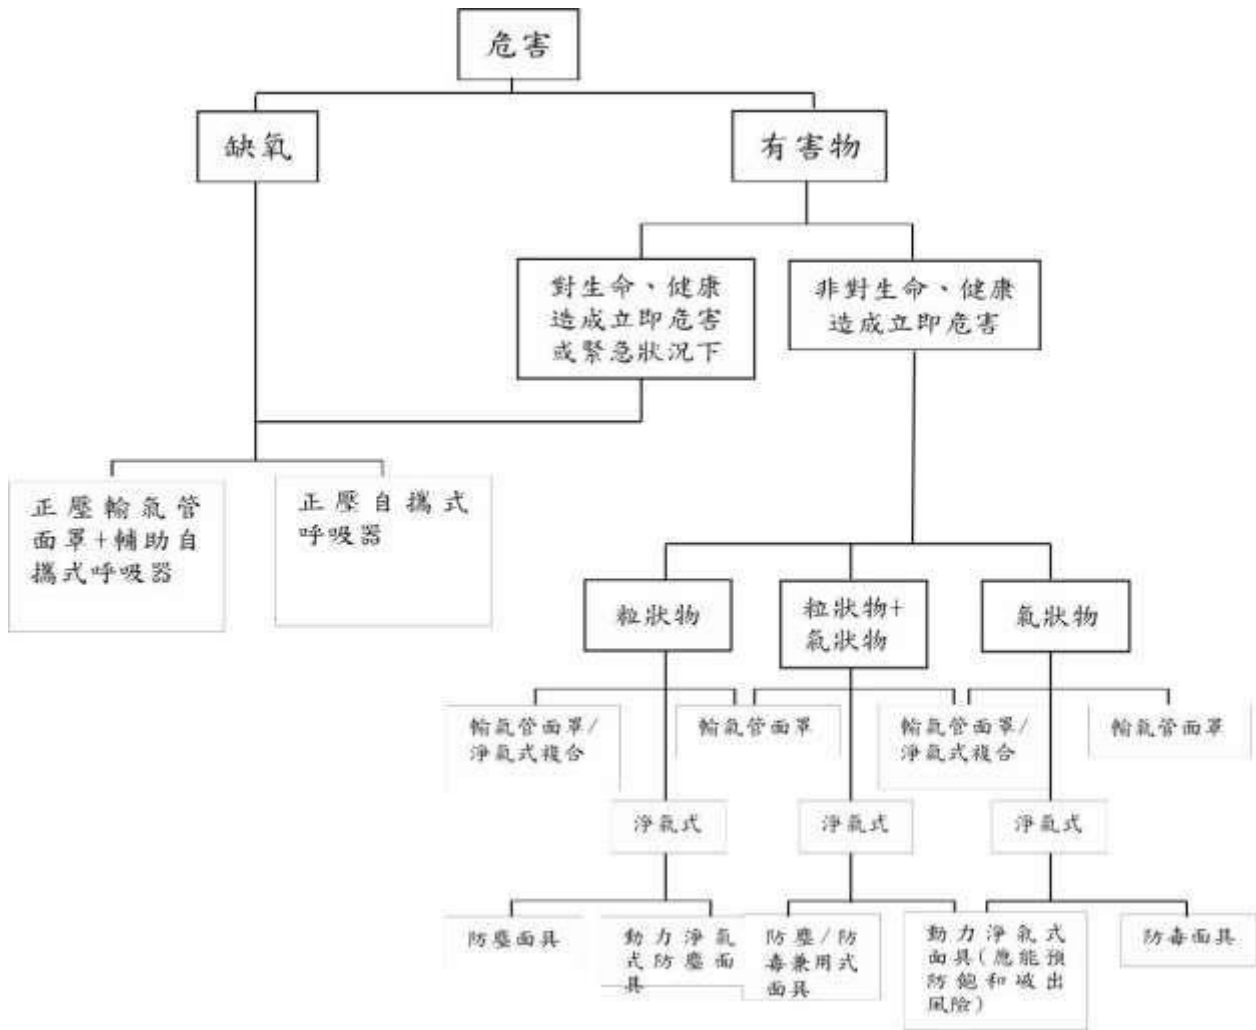 危害
缺氧
有害物
對生命、健康
造成立即危害
或緊急狀況下
非對生命、健康
造成立即危害
正壓輸氣管
面罩+輔助自
攜式呼吸器
正壓自攜式
呼吸器
粒狀物
粒狀物+
氣狀物
氣狀物
輸氣管面罩/
淨氣式複合
輸氣管面罩
輸氣管面罩/
淨氣式複合
輸氣管面罩
淨氣式
淨氣式
淨氣式
防塵面具
動力淨氣
式防塵面
具
防塵/防
毒兼用式
面具
動力淨氣式
面具(應能預
防飽和破出
風險)
防毒面具